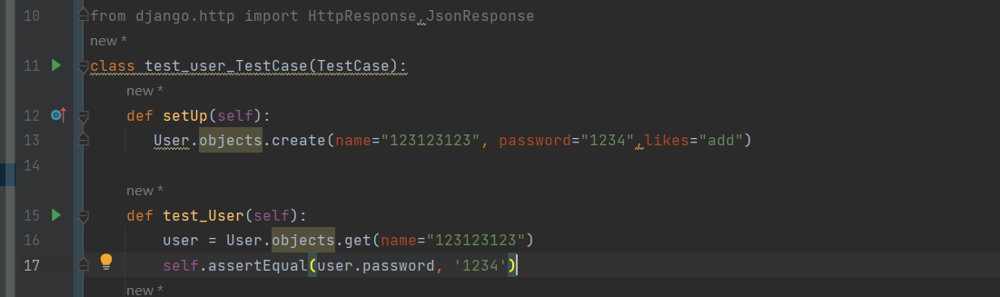 10 from django.http import HttpResponse,JsonResponse
new *
11 class test_user_TestCase(TestCase):
new *
12 def setUp(self):
13 User.objects.create(name="123123123", password="1234",likes="add")
14
new *
15 def test_User(self):
16 user = User.objects.get(name="123123123")
17 self.assertEqual(user.password, '1234')
new *